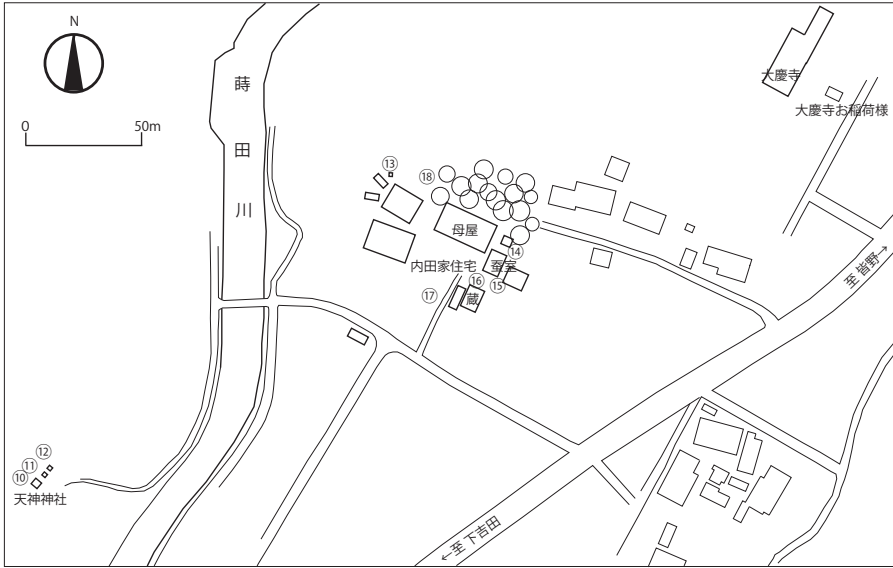 N
0
50m
蒔田川
大慶寺
大慶寺お稲荷様
⑬
⑱
母屋
⑭
内田家住宅
蚕室
⑯
⑮
⑰
蔵
至 皆野→
⑫
⑪
⑩
天神神社
←至 下吉田